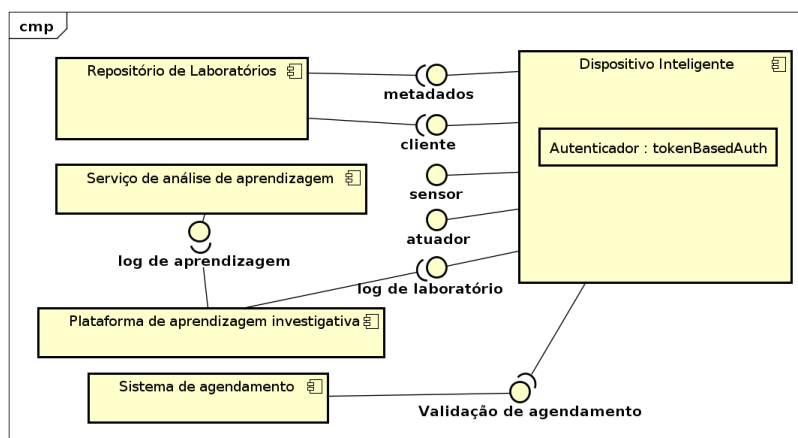 cmp
Repositório de Laboratórios
Dispositivo Inteligente
metadados
Autenticador : tokenBasedAuth
cliente
Serviço de análise de aprendizagem
sensor
atuador
log de aprendizagem
log de laboratório
Plataforma de aprendizagem investigativa
Sistema de agendamento
Validação de agendamento